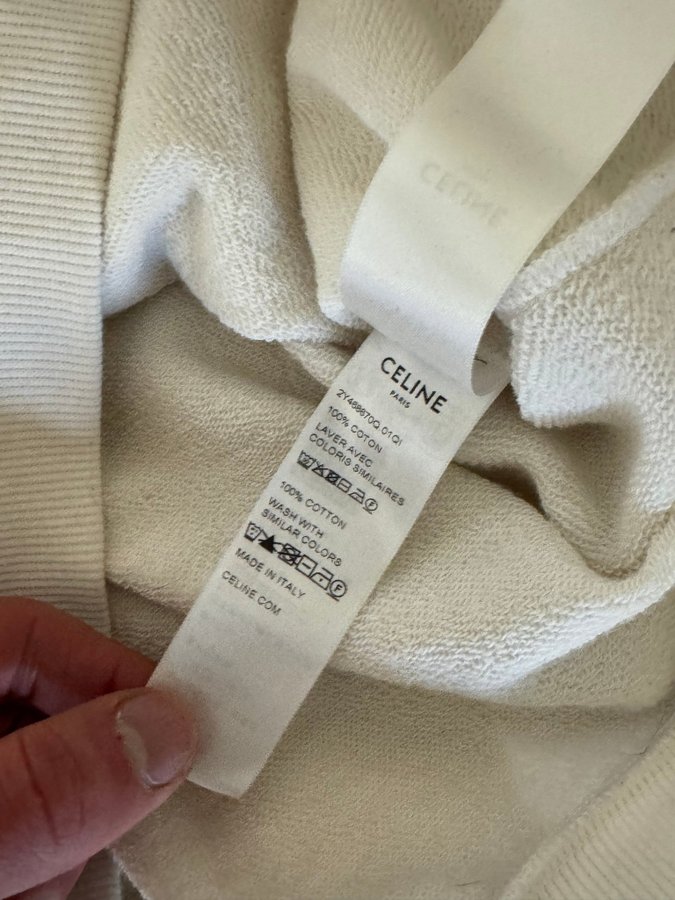 CELINE
CELINE
PARIS
2Y468670Q.01QI
100% COTON
LAVER AVEC
COLORIS SIMILAIRES
F
100% COTTON
WASH WITH
SIMILAR COLORS
F
MADE IN ITALY
CELINE.COM